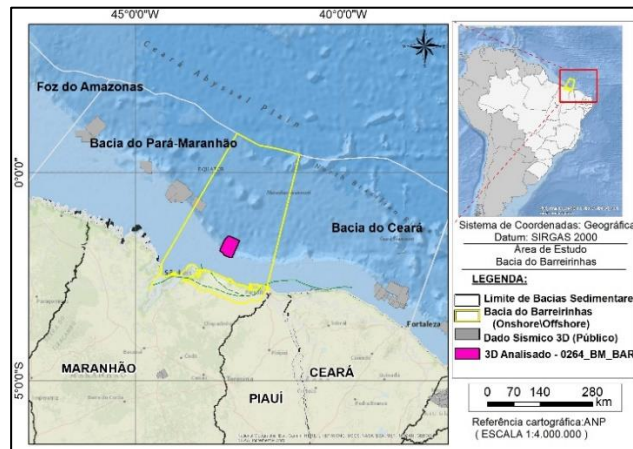 45°0'0"W
40°0'0"W
Ceará Abyssal Plain
Foz do Amazonas
Bacia do Pará-Maranhão
0°0'0"
Bacia do Ceará
Fortaleza
MARANHÃO
CEARÁ
PIAUÍ
5°0'0"S
Sistema de Coordenadas: Geográfica
Datum: SIRGAS 2000
Área de Estudo
Bacia do Barreirinhas
LEGENDA:
Limite de Bacias Sedimentare
Bacia do Barreirinhas
(Onshore\Offshore)
Dado Sísmico 3D (Público)
3D Analisado - 0264_BM_BAR
0 70 140 280
km
Referência cartográfica:ANP
( ESCALA 1:4.000.000 )